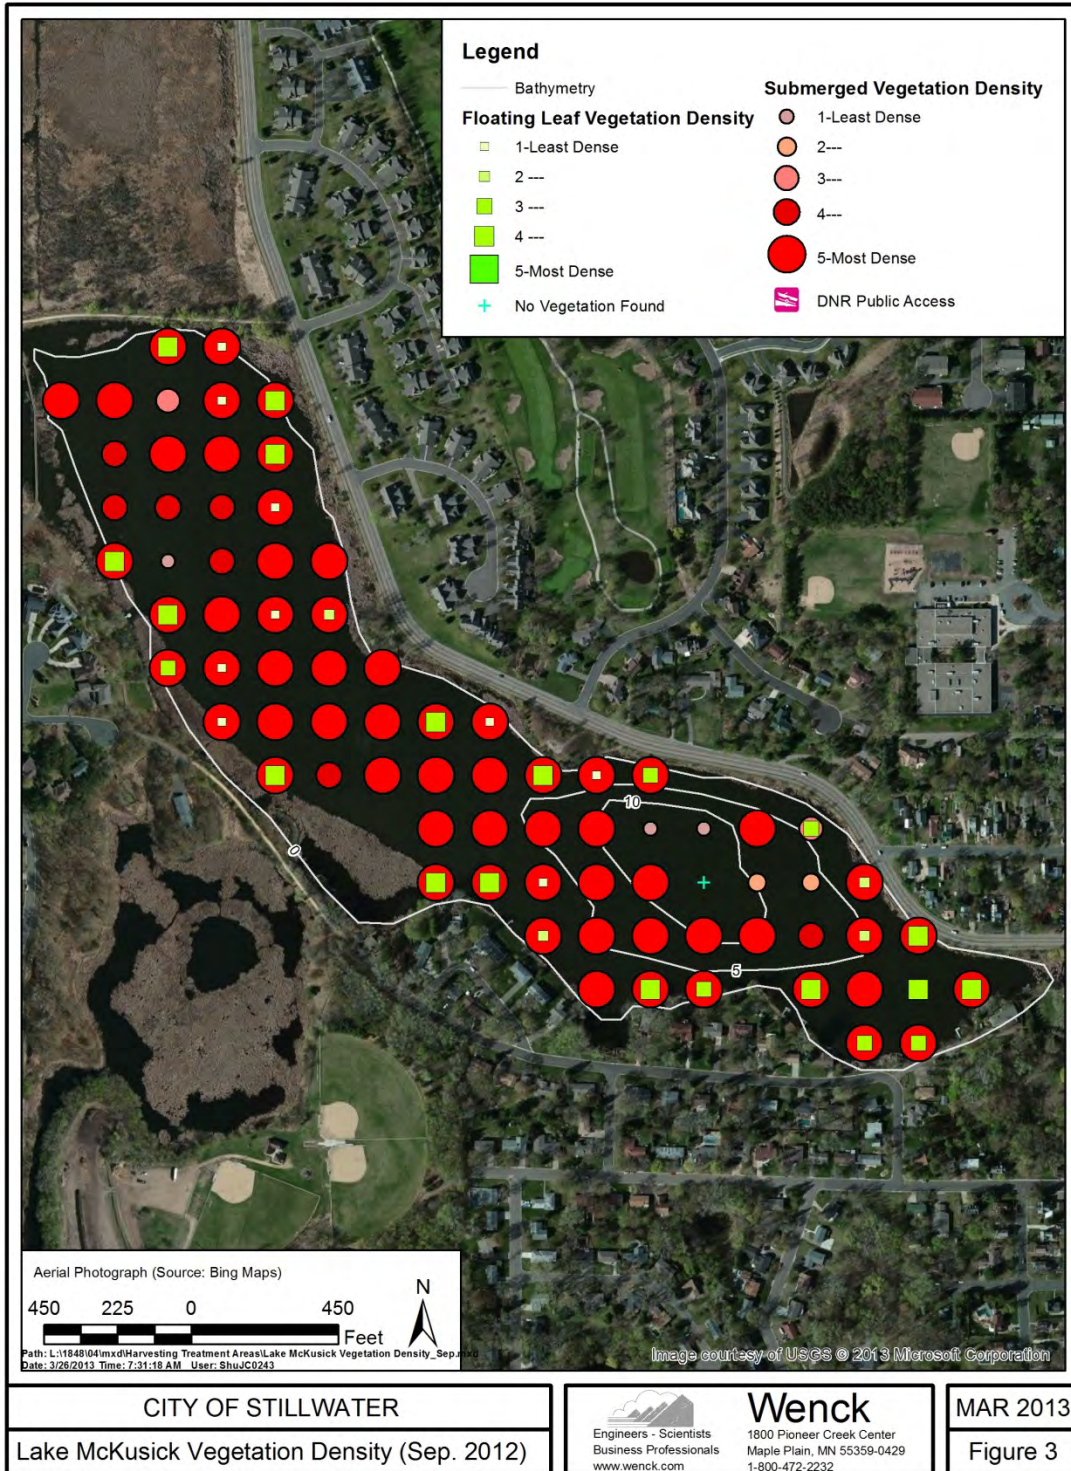 Legend
Bathymetry
Floating Leaf Vegetation Density
1-Least Dense
2 ---
3 ---
4 ---
5-Most Dense
No Vegetation Found
Submerged Vegetation Density
1-Least Dense
2---
3---
4---
5-Most Dense
DNR Public Access
10
0
5
Aerial Photograph (Source: Bing Maps)
N
450 225 0 450
Feet
Path: L:\1848\04\mxd\Harvesting Treatment Areas\Lake McKusick Vegetation Density_Sep.mxd
Date: 3/26/2013 Time: 7:31:18 AM User: ShuJC0243
Image courtesy of USGS © 2013 Microsoft Corporation
CITY OF STILLWATER
Lake McKusick Vegetation Density (Sep. 2012)
Engineers - Scientists
Business Professionals
www.wenck.com
Wenck
1800 Pioneer Creek Center
Maple Plain, MN 55359-0429
1-800-472-2232
MAR 2013
Figure 3